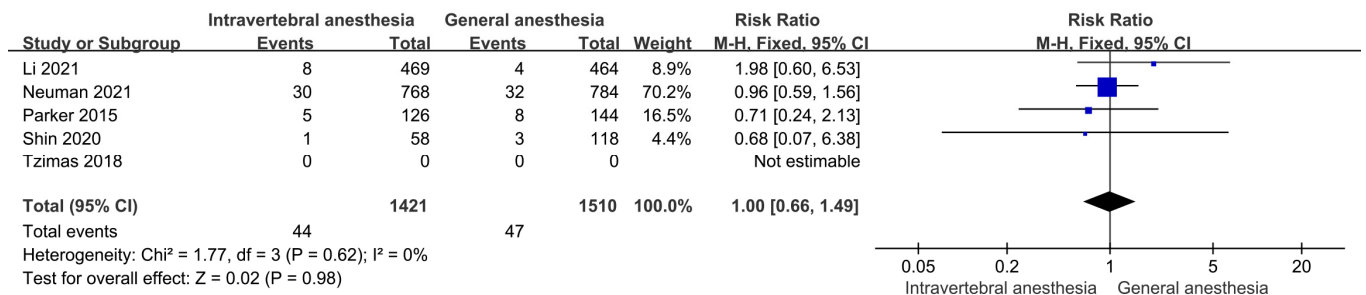 Intravertebral anesthesia General anesthesia Risk Ratio Risk Ratio
Study or Subgroup Events Total Events Total Weight M-H, Fixed, 95% CI M-H, Fixed, 95% CI
Li 2021 8 469 4 464 8.9% 1.98 [0.60, 6.53]
Neuman 2021 30 768 32 784 70.2% 0.96 [0.59, 1.56]
Parker 2015 5 126 8 144 16.5% 0.71 [0.24, 2.13]
Shin 2020 1 58 3 118 4.4% 0.68 [0.07, 6.38]
Tzimas 2018 0 0 0 0 Not estimable
Total (95% CI) 1421 1510 100.0% 1.00 [0.66, 1.49]
Total events 44 47
Heterogeneity: Chi² = 1.77, df = 3 (P = 0.62); I² = 0%
Test for overall effect: Z = 0.02 (P = 0.98)
0.05 0.2 1 5 20
Intravertebral anesthesia General anesthesia